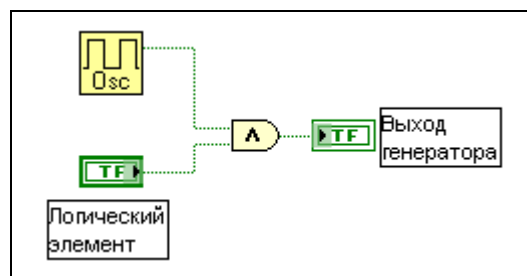 Osc
Λ
TF
Выход
генератора
TF
Логический
элемент